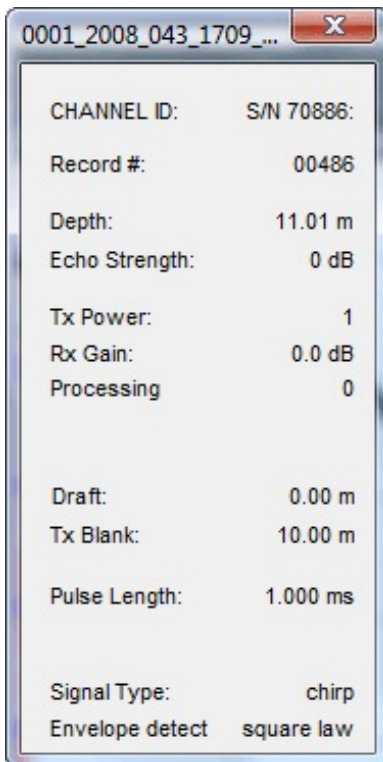 0001_2008_043_1709_...
CHANNEL ID: S/N 70886:
Record #: 00486
Depth: 11.01 m
Echo Strength: 0 dB
Tx Power: 1
Rx Gain: 0.0 dB
Processing 0
Draft: 0.00 m
Tx Blank: 10.00 m
Pulse Length: 1.000 ms
Signal Type: chirp
Envelope detect square law